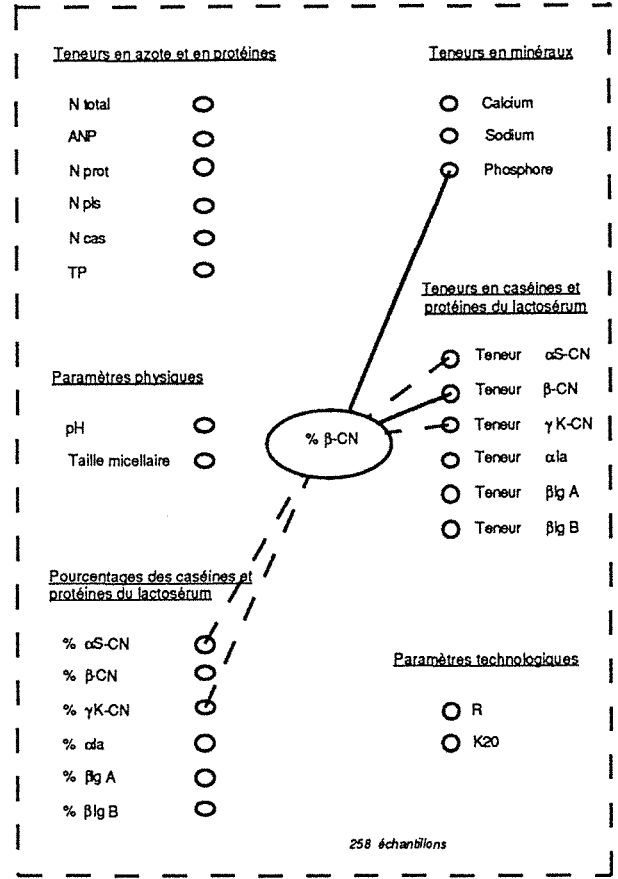 Teneurs en azote et en protéines
N total
ANP
N prot
N pls
N cas
TP
Teneurs en minéraux
Calcium
Sodium
Phosphore
Teneurs en caséines et
protéines du lactosérum
Teneur αS-CN
Teneur β-CN
Teneur γK-CN
Teneur αla
Teneur βlg A
Teneur βlg B
Paramètres physiques
pH
Taille micellaire
% β-CN
Pourcentages des caséines et
protéines du lactosérum
% αS-CN
% β-CN
% γK-CN
% αla
% βlg A
% βlg B
Paramètres technologiques
R
K20
258 échantillons